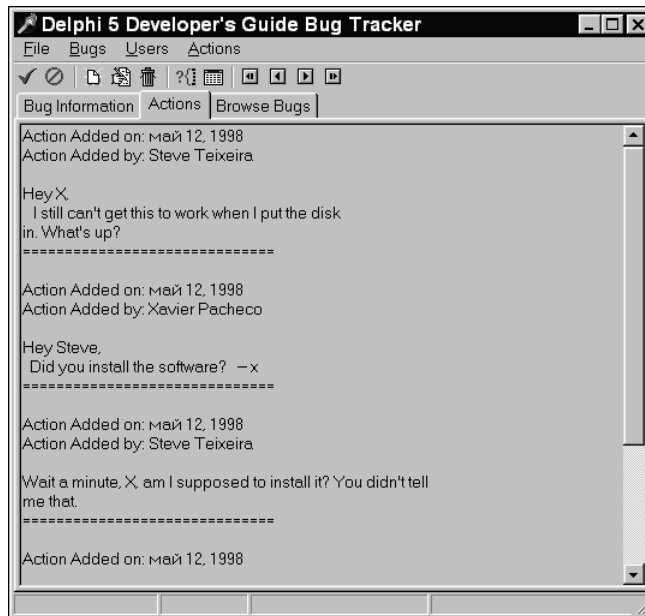 Delphi 5 Developer's Guide Bug Tracker
File Bugs Users Actions
Bug Information Actions Browse Bugs
Action Added on: май 12, 1998
Action Added by: Steve Teixeira
Hey X,
I still can't get this to work when I put the disk
in. What's up?
==============================
Action Added on: май 12, 1998
Action Added by: Xavier Pacheco
Hey Steve,
Did you install the software? –x
==============================
Action Added on: май 12, 1998
Action Added by: Steve Teixeira
Wait a minute, X, am I supposed to install it? You didn't tell
me that.
==============================
Action Added on: май 12, 1998